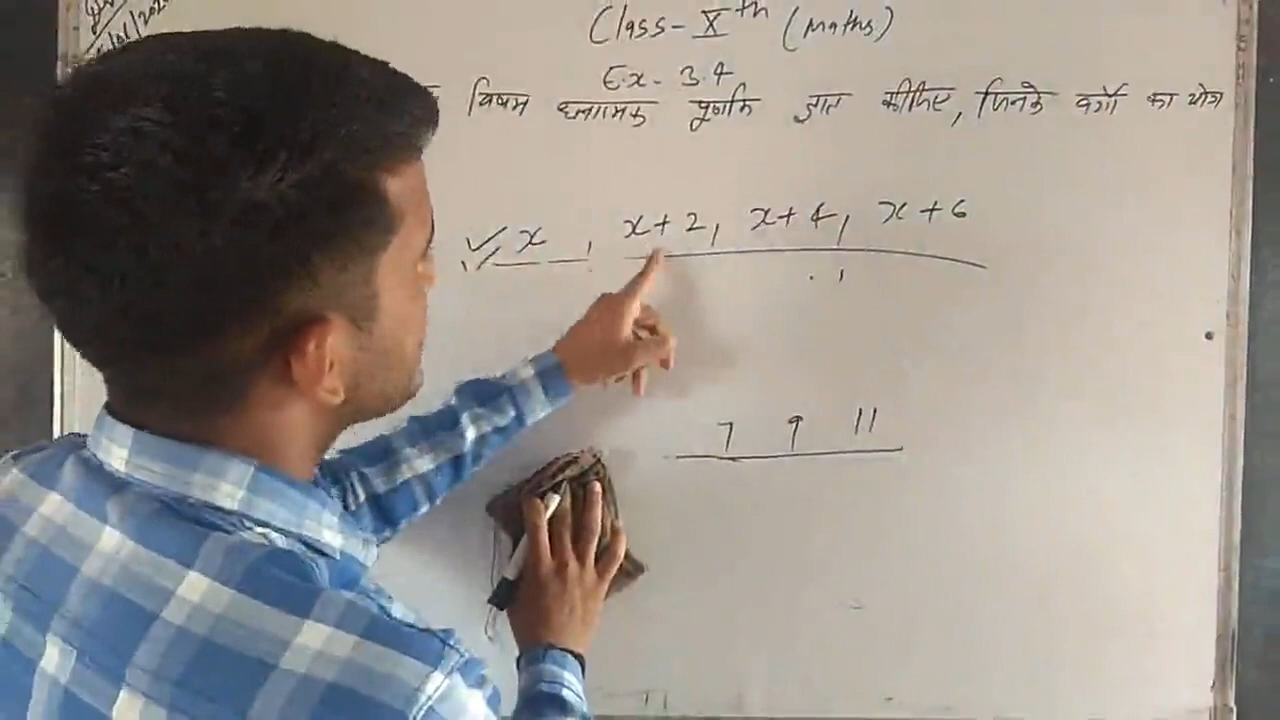 Class-Xth (Maths)
Ex- 3.4
विषम धनात्मक पूर्णांक ज्ञात कीजिए, जिनके वर्गों का योग
x, x+2, x+4, x+6
7 9 11